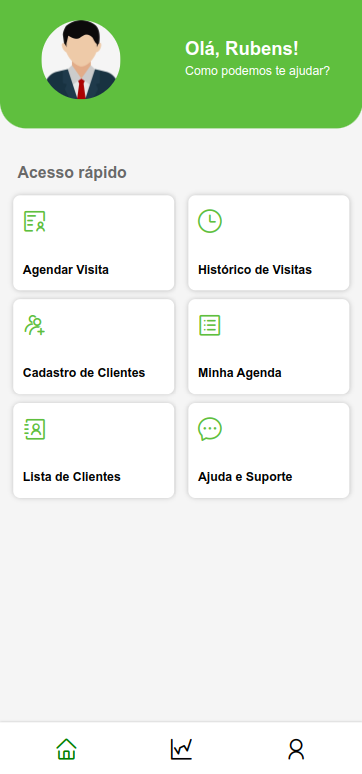 Olá, Rubens!
Como podemos te ajudar?
Acesso rápido
Agendar Visita
Histórico de Visitas
Cadastro de Clientes
Minha Agenda
Lista de Clientes
Ajuda e Suporte